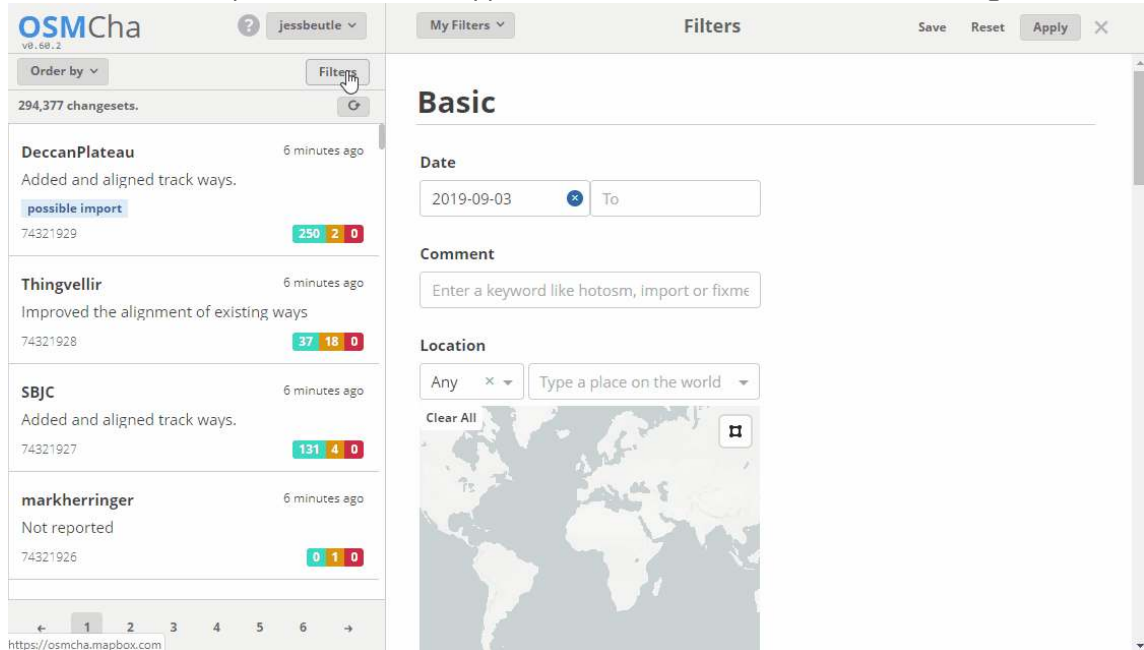 OSMCha
v0.60.2
? jessbeutle
Order by
Filters
294,377 changesets.
DeccanPlateau 6 minutes ago
Added and aligned track ways.
possible import
74321929 250 2 0
Thingvellir 6 minutes ago
Improved the alignment of existing ways
74321928 37 18 0
SBJC 6 minutes ago
Added and aligned track ways.
74321927 131 4 0
markherringer 6 minutes ago
Not reported
74321926 0 1 0
← 1 2 3 4 5 6 →
https://osmcha.mapbox.com
My Filters Filters Save Reset Apply ×
Basic
Date
2019-09-03 × To
Comment
Enter a keyword like hotosm, import or fixme
Location
Any × Type a place on the world
Clear All